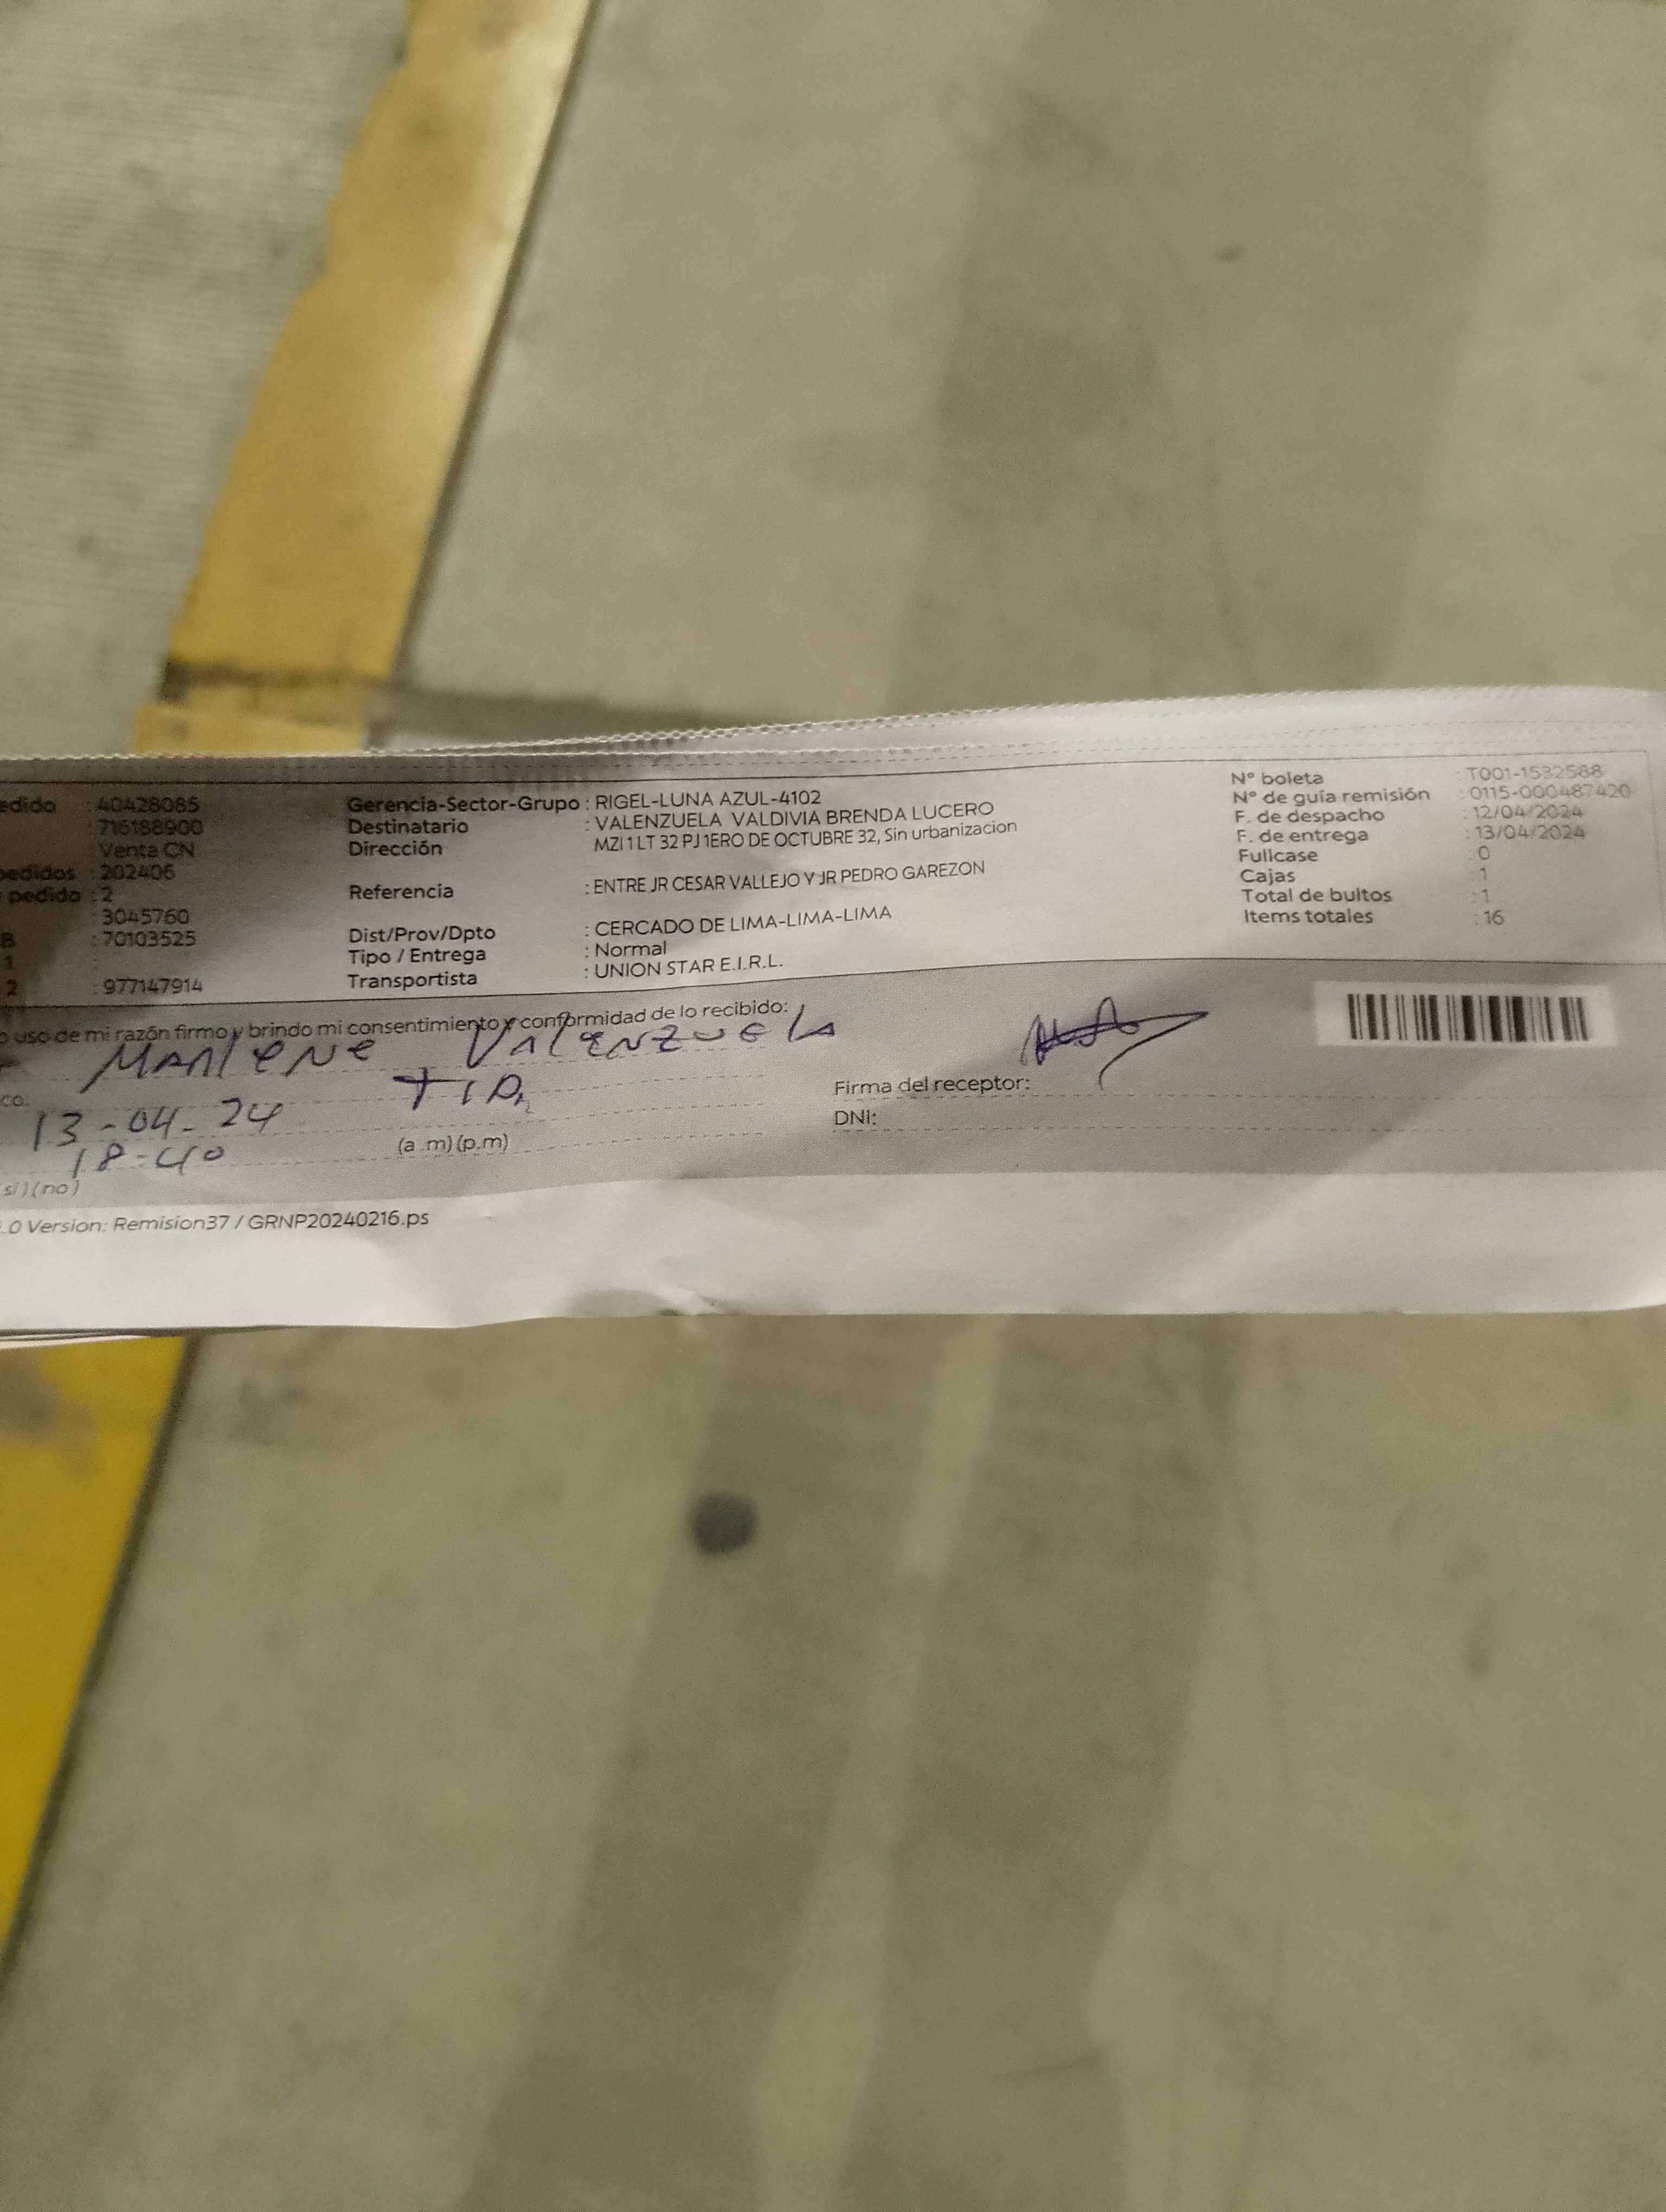 edido : 40428085
: 716188900
Venta CN
pedidos : 202406
pedido : 2
: 3045760
B : 70103525
1 :
2 : 977147914
Gerencia-Sector-Grupo : RIGEL-LUNA AZUL-4102
Destinatario : VALENZUELA VALDIVIA BRENDA LUCERO
Dirección MZI 1 LT 32 PJ 1ERO DE OCTUBRE 32, Sin urbanizacion
Referencia : ENTRE JR CESAR VALLEJO Y JR PEDRO GAREZON
Dist/Prov/Dpto : CERCADO DE LIMA-LIMA-LIMA
Tipo / Entrega : Normal
Transportista : UNION STAR E.I.R.L.
N° boleta : T001-1532588
N° de guía remisión : 0115-000487420
F. de despacho : 12/04/2024
F. de entrega : 13/04/2024
Fullcase : 0
Cajas : 1
Total de bultos : 1
Items totales : 16
o uso de mi razón firmo y brindo mi consentimiento y conformidad de lo recibido:
Marlene Valenzuela
co. TIA
13-04-24
18:40 (a .m) (p.m)
si) (no)
Firma del receptor:
DNI:
.0 Version: Remision37 / GRNP20240216.ps